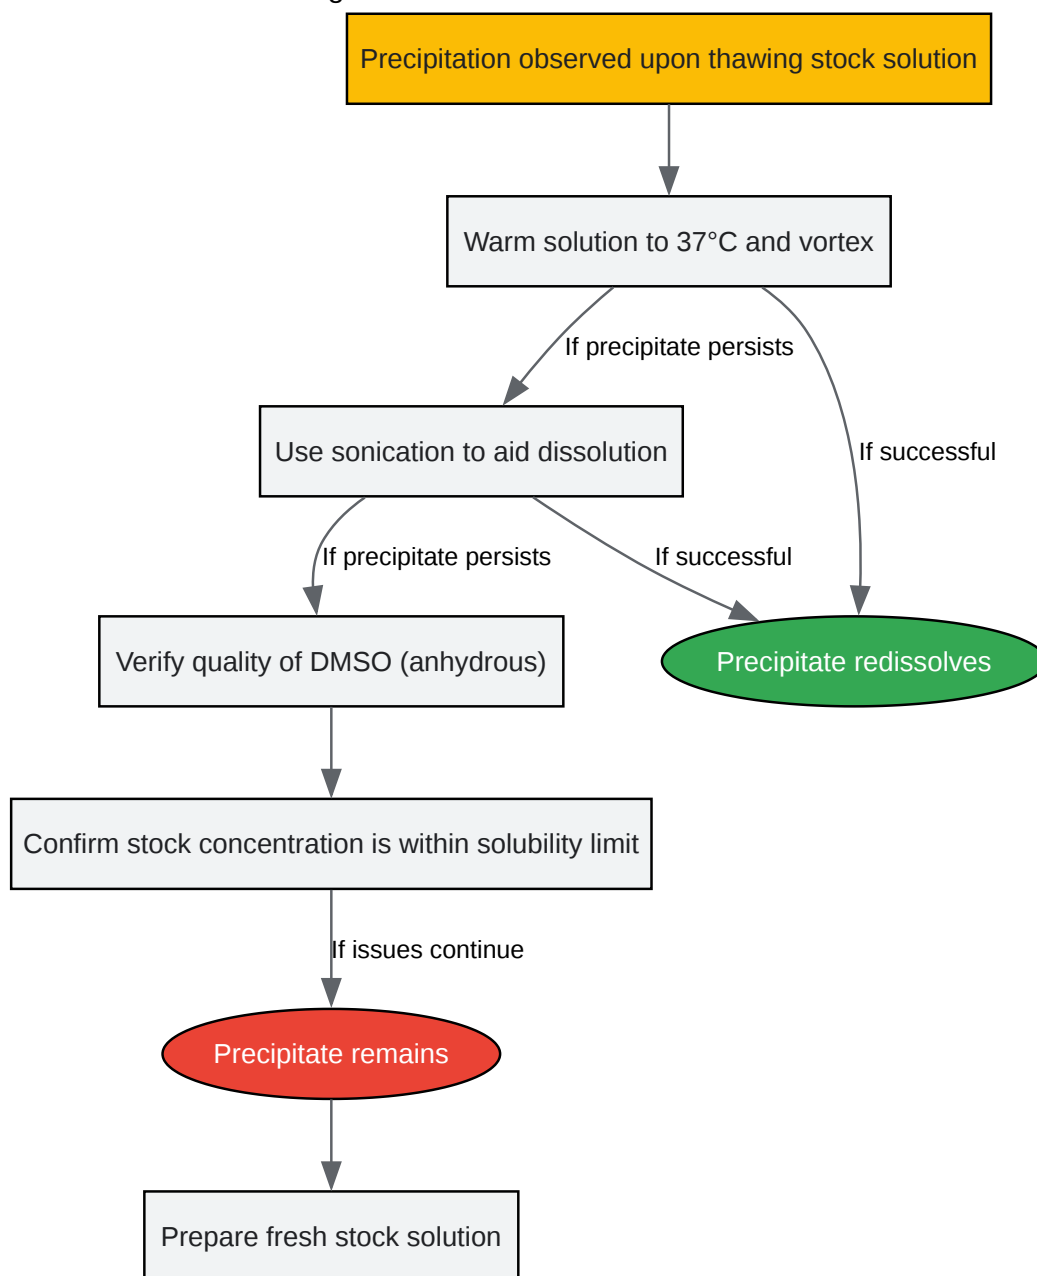 Precipitation observed upon thawing stock solution
Warm solution to 37°C and vortex
If precipitate persists
If successful
Use sonication to aid dissolution
If precipitate persists
If successful
Verify quality of DMSO (anhydrous)
Precipitate redissolves
Confirm stock concentration is within solubility limit
If issues continue
Precipitate remains
Prepare fresh stock solution